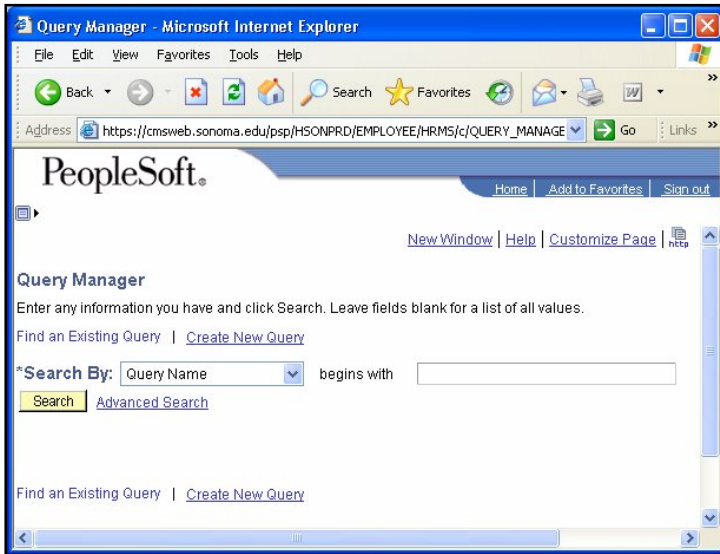 Query Manager - Microsoft Internet Explorer
File Edit View Favorites Tools Help
Back Search Favorites W »
Address https://cmsweb.sonoma.edu/psp/HSONPRD/EMPLOYEE/HRMS/c/QUERY_MANAGE Go Links »
PeopleSoft®
Home | Add to Favorites | Sign out
New Window | Help | Customize Page | http
Query Manager
Enter any information you have and click Search. Leave fields blank for a list of all values.
Find an Existing Query | Create New Query
*Search By: Query Name begins with
Search Advanced Search
Find an Existing Query | Create New Query